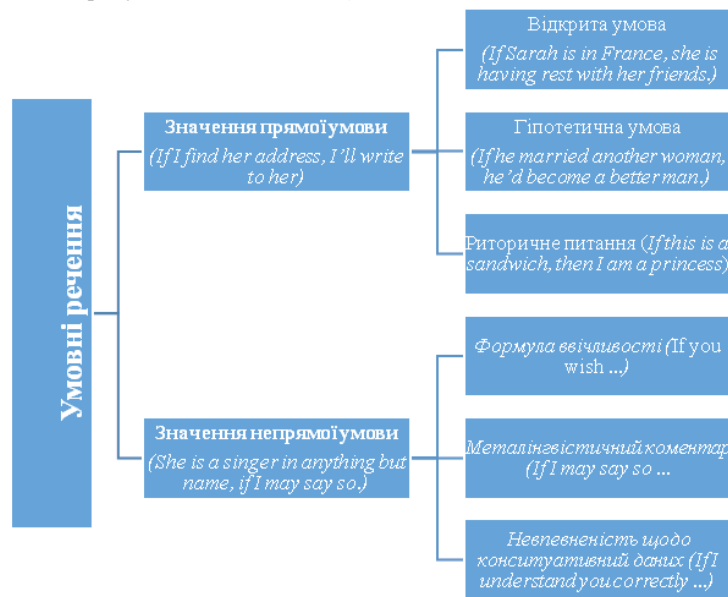 Умовні речення
Значення прямої умови
(If I find her address, I'll write
to her)
Відкрита умова
(If Sarah is in France, she is
having rest with her friends.)
Гіпотетична умова
(If he married another woman,
he'd become a better man.)
Риторичне питання (If this is a
sandwich, then I am a princess)
Значення непрямої умови
(She is a singer in anything but
name, if I may say so.)
Формула ввічливості (If you
wish ...)
Металінгвістичний коментар
(If I may say so ...
Невпевненість щодо
конситуативний даних (If I
understand you correctly ...)